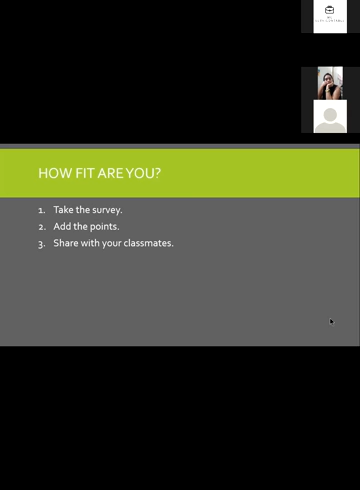 HOW FIT ARE YOU?
1. Take the survey.
2. Add the points.
3. Share with your classmates.